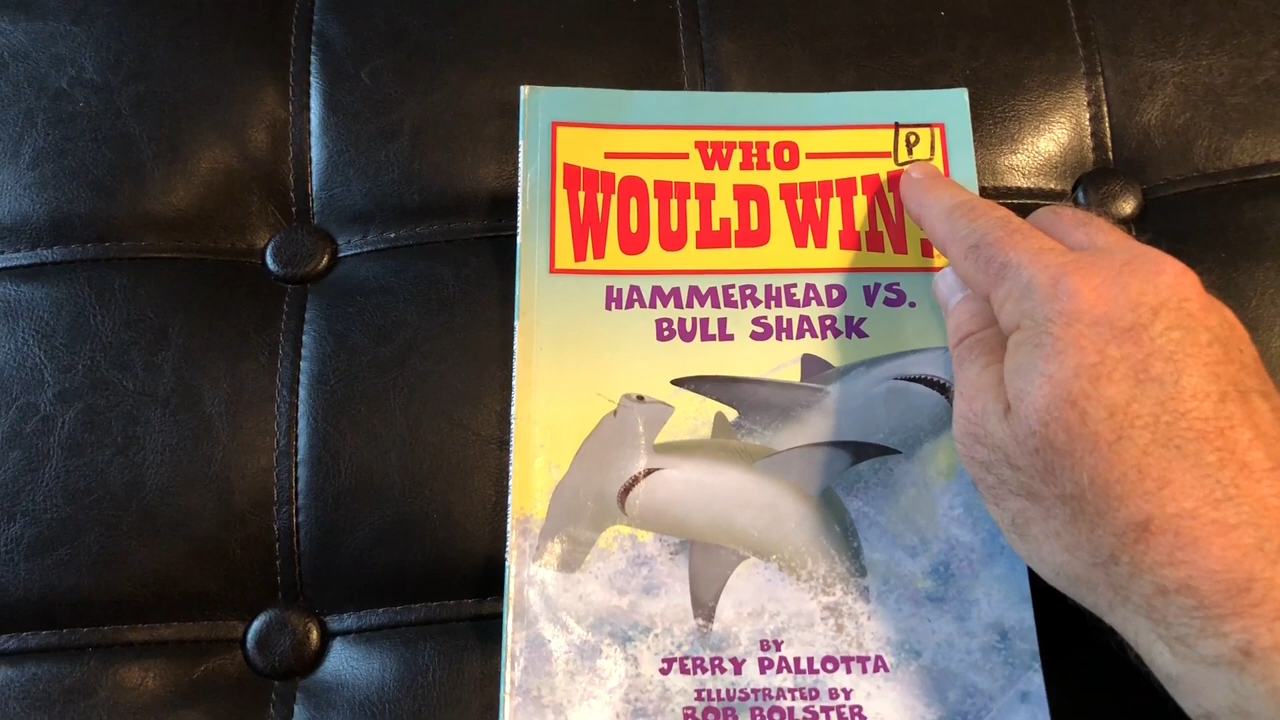 P
WHO
WOULD WIN?
HAMMERHEAD VS.
BULL SHARK
BY
JERRY PALLOTTA
ILLUSTRATED BY
ROB BOLSTER